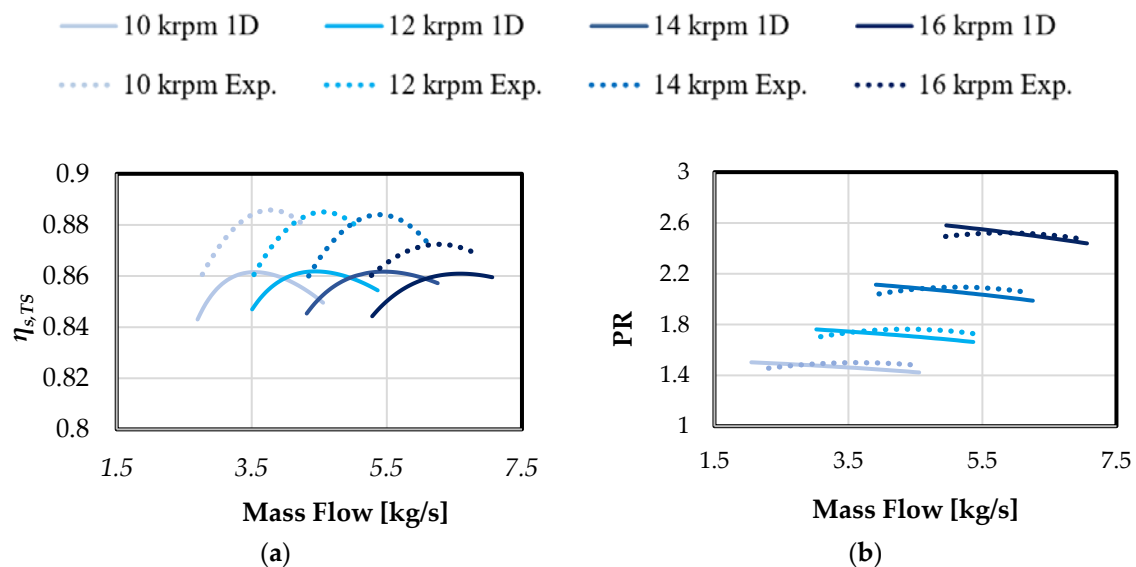 10 krpm 1D 12 krpm 1D 14 krpm 1D 16 krpm 1D
10 krpm Exp. 12 krpm Exp. 14 krpm Exp. 16 krpm Exp.
0.9
0.88
0.86
0.84
0.82
0.8
ηs,TS
1.5 3.5 5.5 7.5
Mass Flow [kg/s]
(a)
3
2.6
2.2
1.8
1.4
1
PR
1.5 3.5 5.5 7.5
Mass Flow [kg/s]
(b)